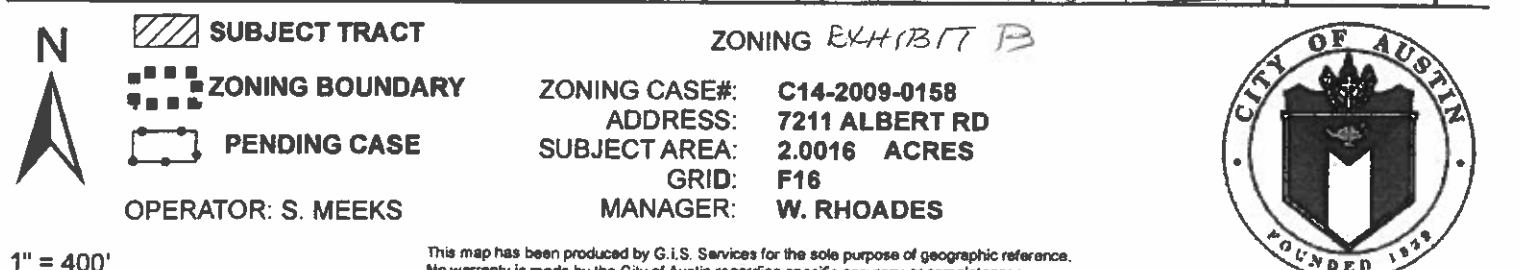 N
SUBJECT TRACT
ZONING BOUNDARY
PENDING CASE
OPERATOR: S. MEEKS
1" = 400'
ZONING EXHIBIT B
ZONING CASE#: C14-2009-0158
ADDRESS: 7211 ALBERT RD
SUBJECT AREA: 2.0016 ACRES
GRID: F16
MANAGER: W. RHOADES
This map has been produced by G.I.S. Services for the sole purpose of geographic reference.
No warranty is made by the City of Austin regarding specific accuracy or completeness.
CITY OF AUSTIN
FOUNDED 1839